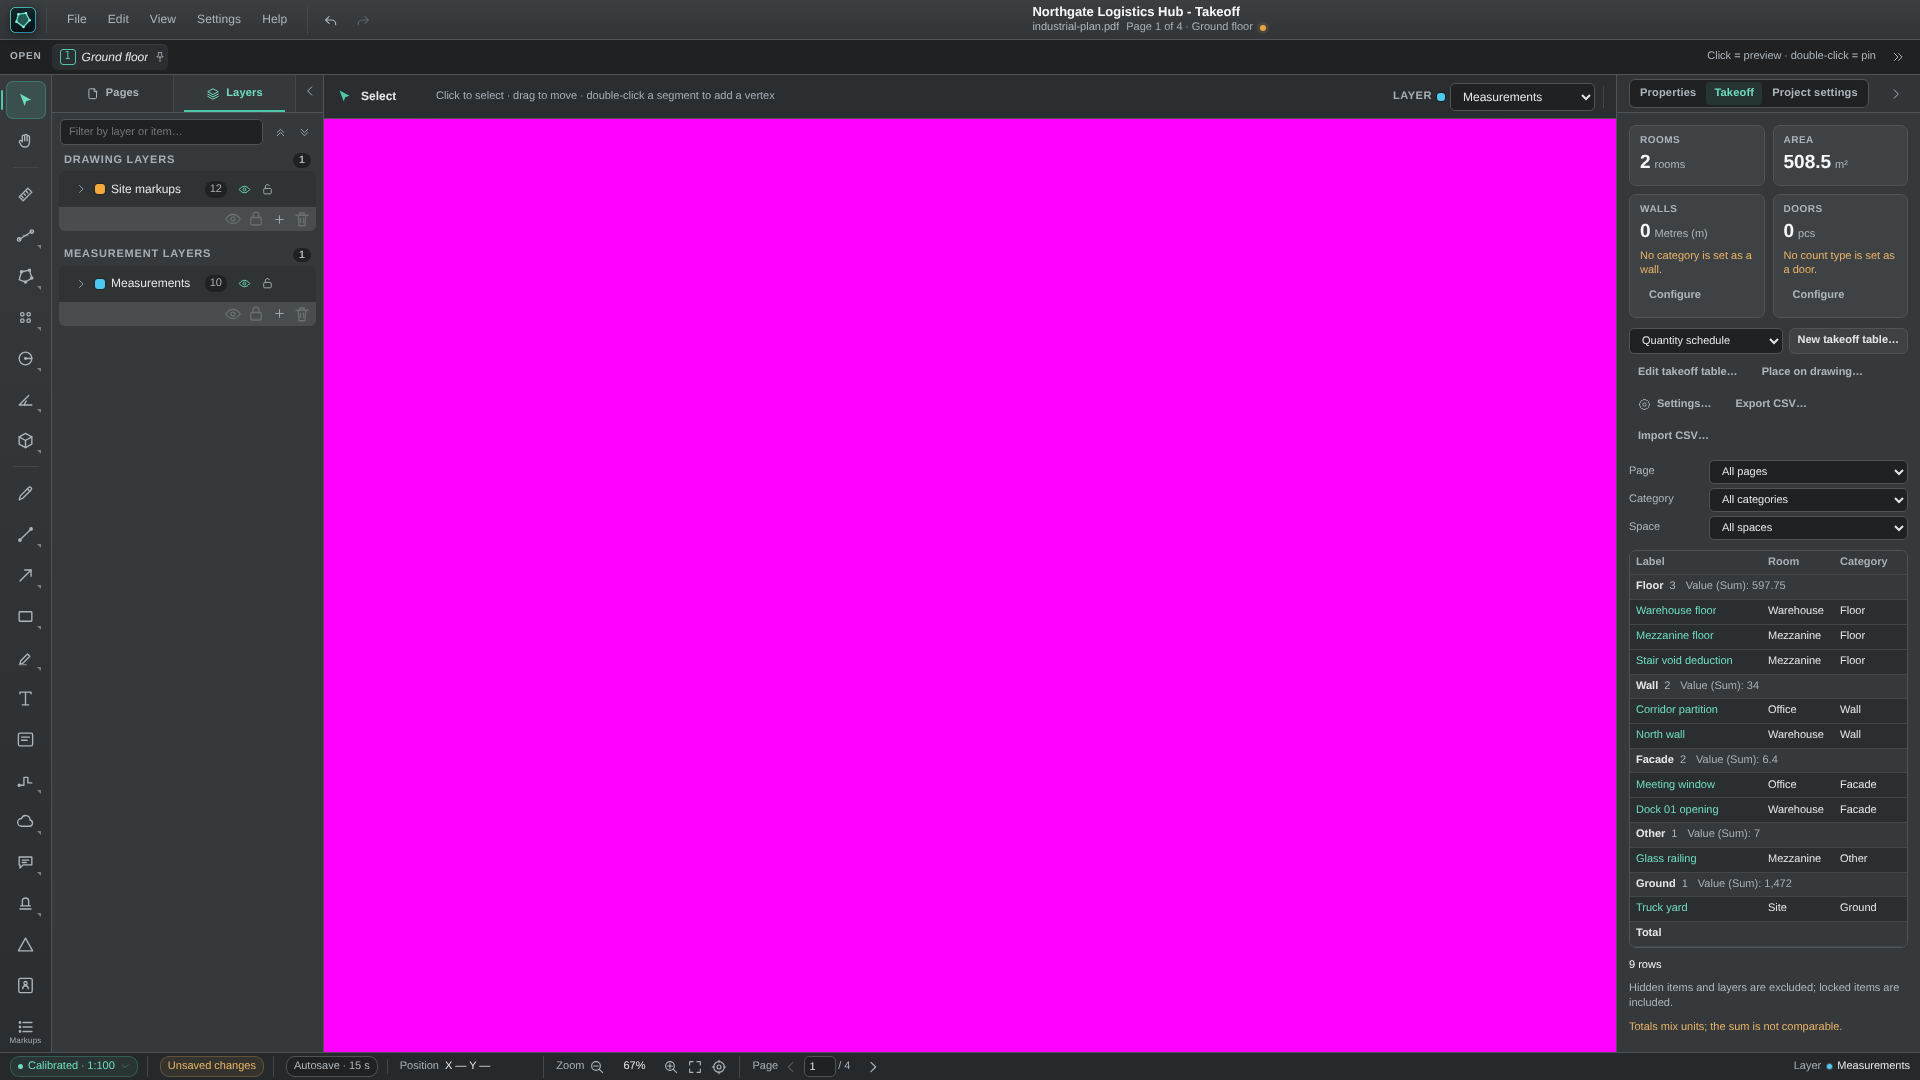 File Edit View Settings Help
Northgate Logistics Hub - Takeoff
industrial-plan.pdf Page 1 of 4 · Ground floor
OPEN 1 Ground floor
Click = preview · double-click = pin
Pages Layers
Select Click to select · drag to move · double-click a segment to add a vertex
LAYER Measurements
Properties Takeoff Project settings
Filter by layer or item…
DRAWING LAYERS 1
Site markups 12
MEASUREMENT LAYERS 1
Measurements 10
ROOMS
2 rooms
AREA
508.5 m²
WALLS
0 Metres (m)
No category is set as a wall.
Configure
DOORS
0 pcs
No count type is set as a door.
Configure
Quantity schedule New takeoff table…
Edit takeoff table… Place on drawing…
Settings… Export CSV…
Import CSV…
Page All pages
Category All categories
Space All spaces
Label Room Category
Floor 3 Value (Sum): 597.75
Warehouse floor Warehouse Floor
Mezzanine floor Mezzanine Floor
Stair void deduction Mezzanine Floor
Wall 2 Value (Sum): 34
Corridor partition Office Wall
North wall Warehouse Wall
Facade 2 Value (Sum): 6.4
Meeting window Office Facade
Dock 01 opening Warehouse Facade
Other 1 Value (Sum): 7
Glass railing Mezzanine Other
Ground 1 Value (Sum): 1,472
Truck yard Site Ground
Total
9 rows
Hidden items and layers are excluded; locked items are included.
Totals mix units; the sum is not comparable.
Markups
Calibrated · 1:100 Unsaved changes Autosave · 15 s Position X — Y — Zoom 67% Page 1 / 4 Layer Measurements